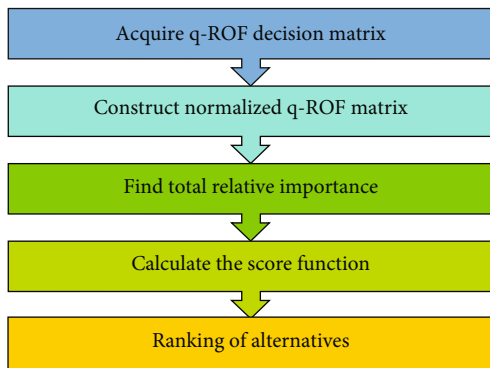 Acquire q-ROF decision matrix
Construct normalized q-ROF matrix
Find total relative importance
Calculate the score function
Ranking of alternatives